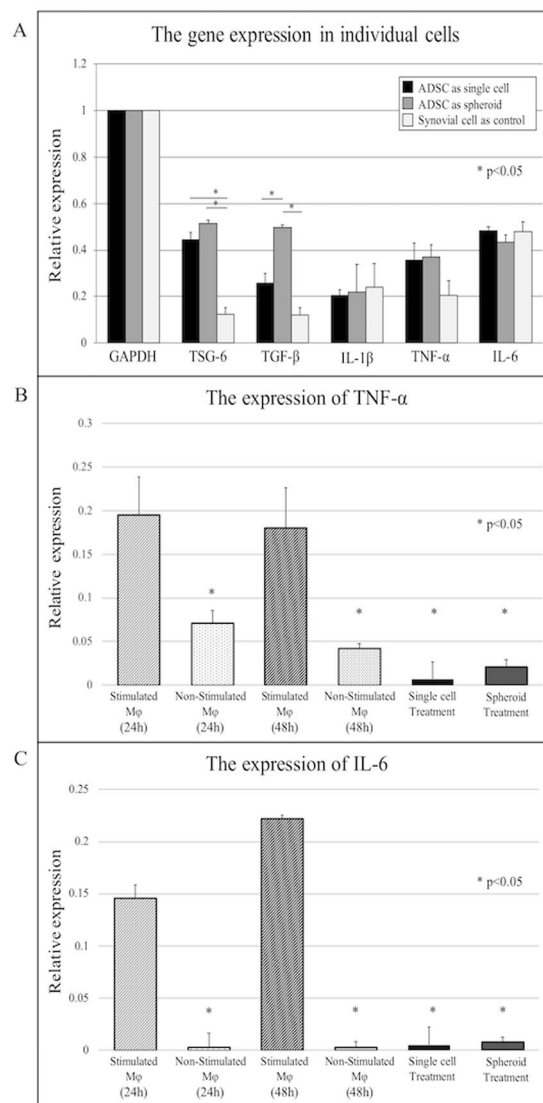 A
The gene expression in individual cells
ADSC as single cell
ADSC as spheroid
Synovial cell as control
* p<0.05
Relative expression
1.2
1
0.8
0.6
0.4
0.2
0
* * * *
GAPDH TSG-6 TGF-β IL-1β TNF-α IL-6
B
The expression of TNF-α
* p<0.05
Relative expression
0.3
0.25
0.2
0.15
0.1
0.05
0
* * * *
Stimulated Non-Stimulated Stimulated Non-Stimulated Single cell Spheroid
Mφ Mφ Mφ Mφ Treatment Treatment
(24h) (24h) (48h) (48h)
C
The expression of IL-6
* p<0.05
Relative expression
0.25
0.2
0.15
0.1
0.05
0
* * * *
Stimulated Non-Stimulated Stimulated Non-Stimulated Single cell Spheroid
Mφ Mφ Mφ Mφ Treatment Treatment
(24h) (24h) (48h) (48h)